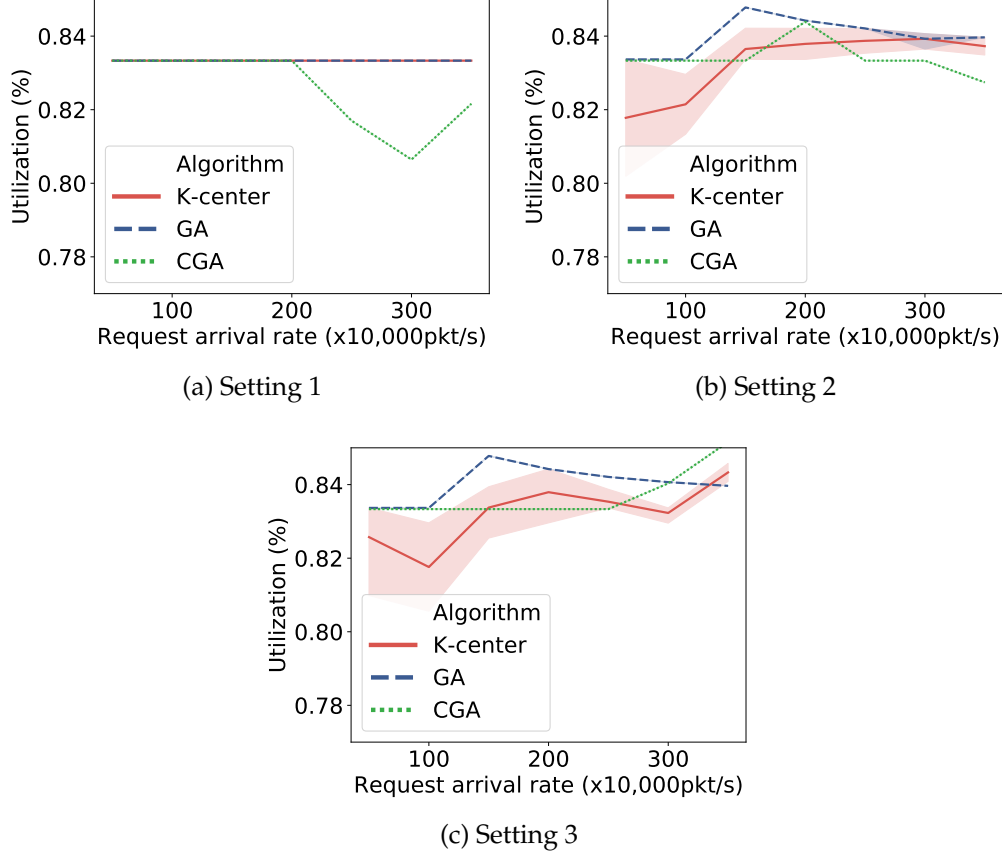 Utilization (%)
0.84
0.82
0.80
0.78
Algorithm
K-center
GA
CGA
100
200
300
Request arrival rate (x10,000pkt/s)
(a) Setting 1
Utilization (%)
0.84
0.82
0.80
0.78
Algorithm
K-center
GA
CGA
100
200
300
Request arrival rate (x10,000pkt/s)
(b) Setting 2
Utilization (%)
0.84
0.82
0.80
0.78
Algorithm
K-center
GA
CGA
100
200
300
Request arrival rate (x10,000pkt/s)
(c) Setting 3